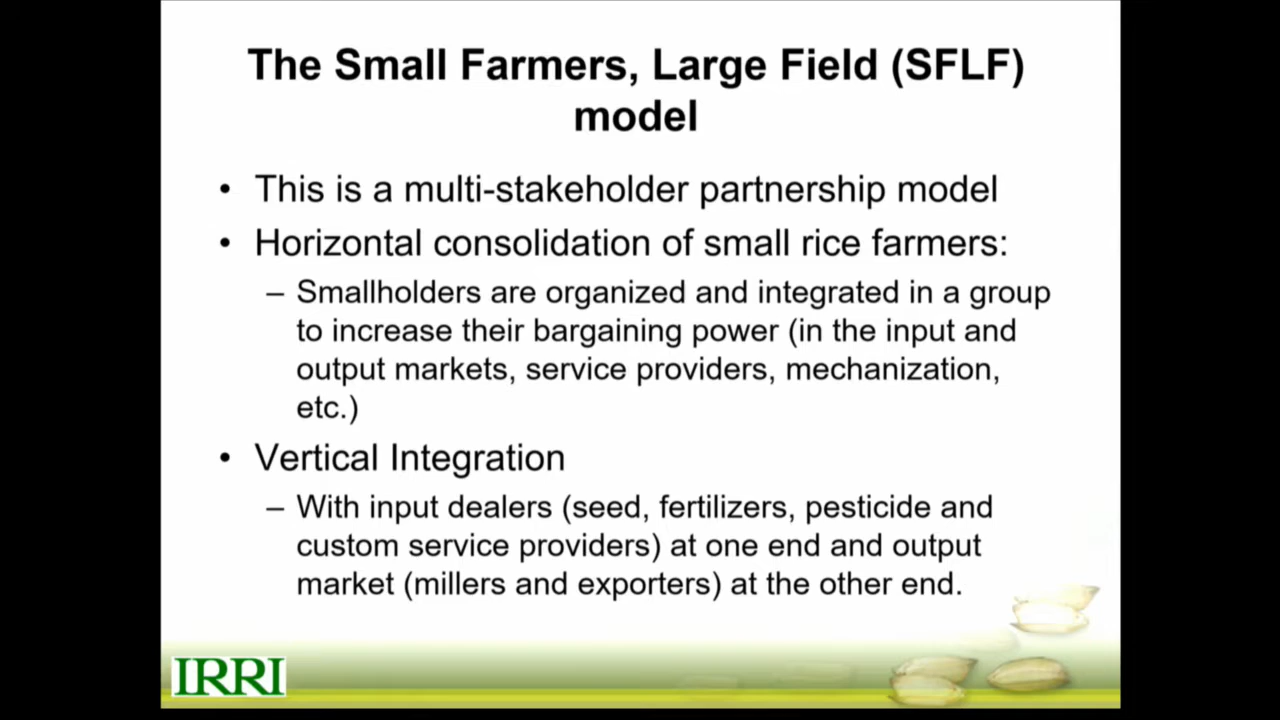 The Small Farmers, Large Field (SFLF)
model
• This is a multi-stakeholder partnership model
• Horizontal consolidation of small rice farmers:
– Smallholders are organized and integrated in a group
to increase their bargaining power (in the input and
output markets, service providers, mechanization,
etc.)
• Vertical Integration
– With input dealers (seed, fertilizers, pesticide and
custom service providers) at one end and output
market (millers and exporters) at the other end.
IRRI